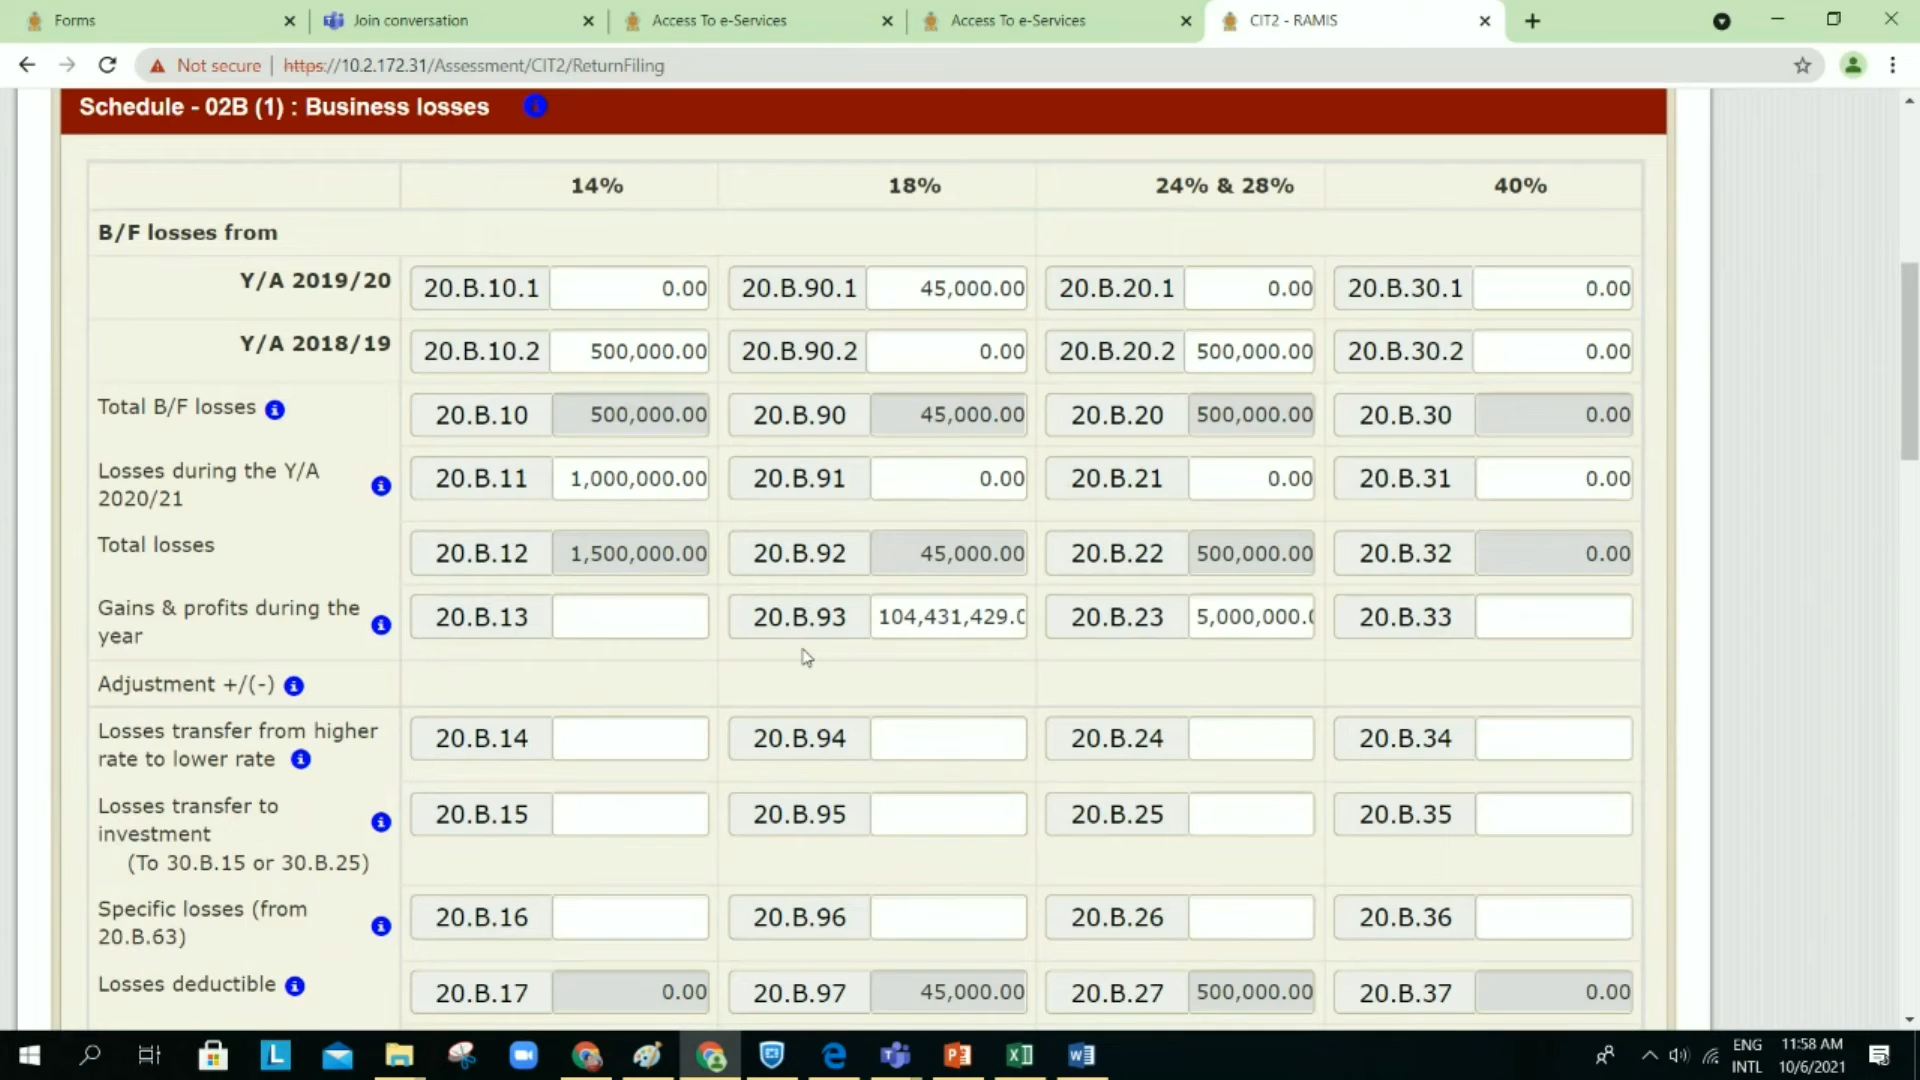 Forms
Join conversation
Access To e-Services
Access To e-Services
CIT2 - RAMIS
Not secure | https://10.2.172.31/Assessment/CIT2/ReturnFiling
Schedule - 02B (1) : Business losses
14% 18% 24% & 28% 40%
B/F losses from
Y/A 2019/20 20.B.10.1 0.00 20.B.90.1 45,000.00 20.B.20.1 0.00 20.B.30.1 0.00
Y/A 2018/19 20.B.10.2 500,000.00 20.B.90.2 0.00 20.B.20.2 500,000.00 20.B.30.2 0.00
Total B/F losses 20.B.10 500,000.00 20.B.90 45,000.00 20.B.20 500,000.00 20.B.30 0.00
Losses during the Y/A
2020/21 20.B.11 1,000,000.00 20.B.91 0.00 20.B.21 0.00 20.B.31 0.00
Total losses 20.B.12 1,500,000.00 20.B.92 45,000.00 20.B.22 500,000.00 20.B.32 0.00
Gains & profits during the
year 20.B.13 20.B.93 104,431,429.0 20.B.23 5,000,000.0 20.B.33
Adjustment +/(-)
Losses transfer from higher
rate to lower rate 20.B.14 20.B.94 20.B.24 20.B.34
Losses transfer to
investment 20.B.15 20.B.95 20.B.25 20.B.35
(To 30.B.15 or 30.B.25)
Specific losses (from
20.B.63) 20.B.16 20.B.96 20.B.26 20.B.36
Losses deductible 20.B.17 0.00 20.B.97 45,000.00 20.B.27 500,000.00 20.B.37 0.00
ENG 11:58 AM
INTL 10/6/2021